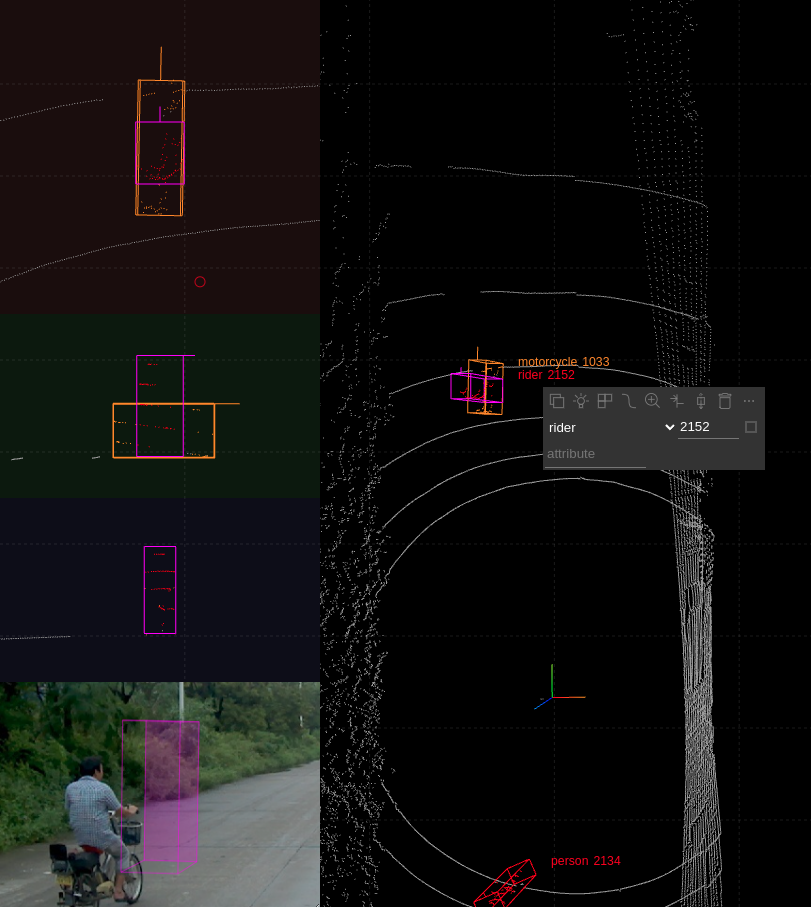 motorcycle 1033
rider 2152
rider 2152
attribute
person 2134